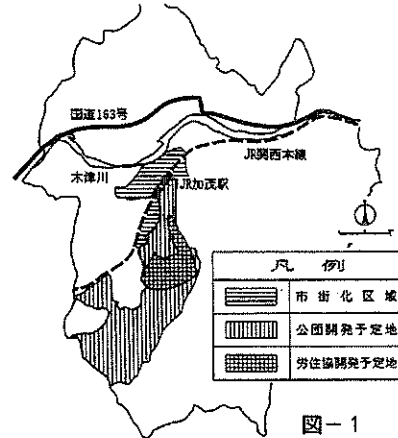 国道163号
木津川
JR関西本線
JR加茂駅
凡例
市街化区域
公団開発予定地
労住協開発予定地
図－1